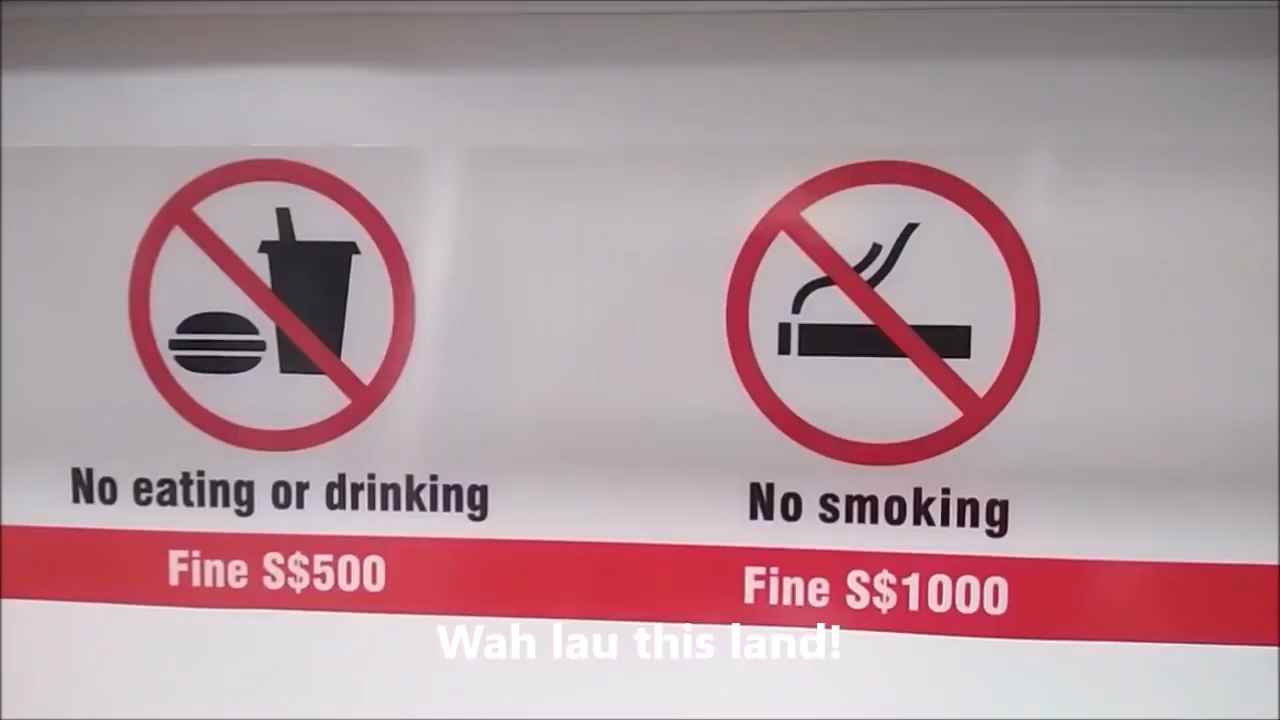 No eating or drinking
No smoking
Fine S$500
Fine S$1000
Wah lau this land!